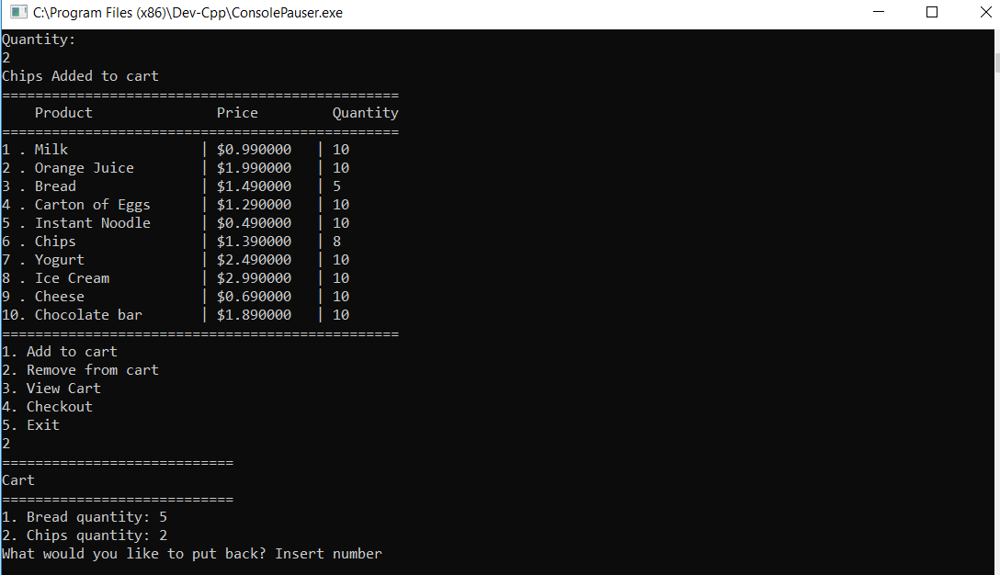 C:\Program Files (x86)\Dev-Cpp\ConsolePauser.exe
Quantity:
2
Chips Added to cart
================================================
    Product               Price         Quantity
================================================
1 . Milk                | $0.990000   | 10
2 . Orange Juice        | $1.990000   | 10
3 . Bread               | $1.490000   | 5
4 . Carton of Eggs      | $1.290000   | 10
5 . Instant Noodle      | $0.490000   | 10
6 . Chips               | $1.390000   | 8
7 . Yogurt              | $2.490000   | 10
8 . Ice Cream           | $2.990000   | 10
9 . Cheese              | $0.690000   | 10
10. Chocolate bar       | $1.890000   | 10
================================================
1. Add to cart
2. Remove from cart
3. View Cart
4. Checkout
5. Exit
2
============================
Cart
============================
1. Bread quantity: 5
2. Chips quantity: 2
What would you like to put back? Insert number